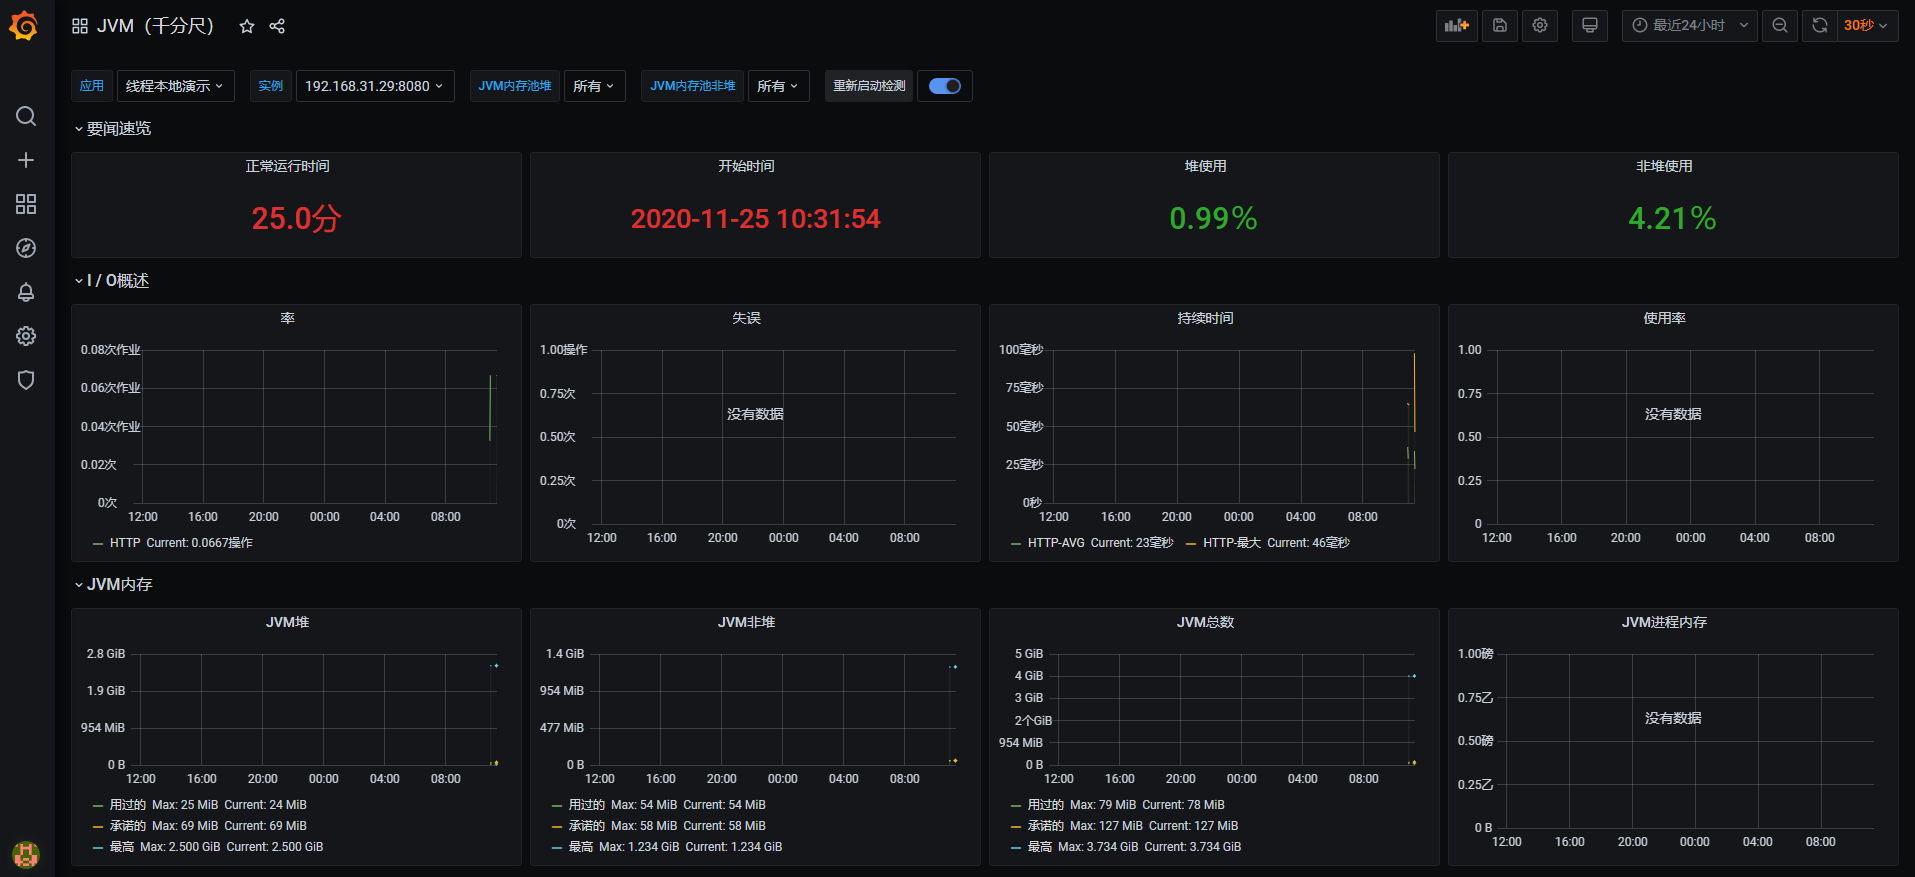 JVM（千分尺）
最近24小时
30秒
应用 线程本地演示 实例 192.168.31.29:8080 JVM内存池堆 所有 JVM内存池非堆 所有 重新启动检测
要闻速览
正常运行时间
25.0分
开始时间
2020-11-25 10:31:54
堆使用
0.99%
非堆使用
4.21%
I / O概述
率
0.08次作业
0.06次作业
0.04次作业
0.02次
0次
12:00 16:00 20:00 00:00 04:00 08:00
HTTP Current: 0.0667操作
失误
1.00操作
0.75次
0.50次
0.25次
0次
没有数据
12:00 16:00 20:00 00:00 04:00 08:00
持续时间
100毫秒
75毫秒
50毫秒
25毫秒
0秒
12:00 16:00 20:00 00:00 04:00 08:00
HTTP-AVG Current: 23毫秒 HTTP-最大 Current: 46毫秒
使用率
1.00
0.75
0.50
0.25
0
没有数据
12:00 16:00 20:00 00:00 04:00 08:00
JVM内存
JVM堆
2.8 GiB
1.9 GiB
954 MiB
0 B
12:00 16:00 20:00 00:00 04:00 08:00
用过的 Max: 25 MiB Current: 24 MiB
承诺的 Max: 69 MiB Current: 69 MiB
最高 Max: 2.500 GiB Current: 2.500 GiB
JVM非堆
1.4 GiB
954 MiB
477 MiB
0 B
12:00 16:00 20:00 00:00 04:00 08:00
用过的 Max: 54 MiB Current: 54 MiB
承诺的 Max: 58 MiB Current: 58 MiB
最高 Max: 1.234 GiB Current: 1.234 GiB
JVM总数
5 GiB
4 GiB
3 GiB
2个GiB
954 MiB
0 B
12:00 16:00 20:00 00:00 04:00 08:00
用过的 Max: 79 MiB Current: 78 MiB
承诺的 Max: 127 MiB Current: 127 MiB
最高 Max: 3.734 GiB Current: 3.734 GiB
JVM进程内存
1.00磅
0.75乙
0.50磅
0.25乙
0 B
没有数据
12:00 16:00 20:00 00:00 04:00 08:00